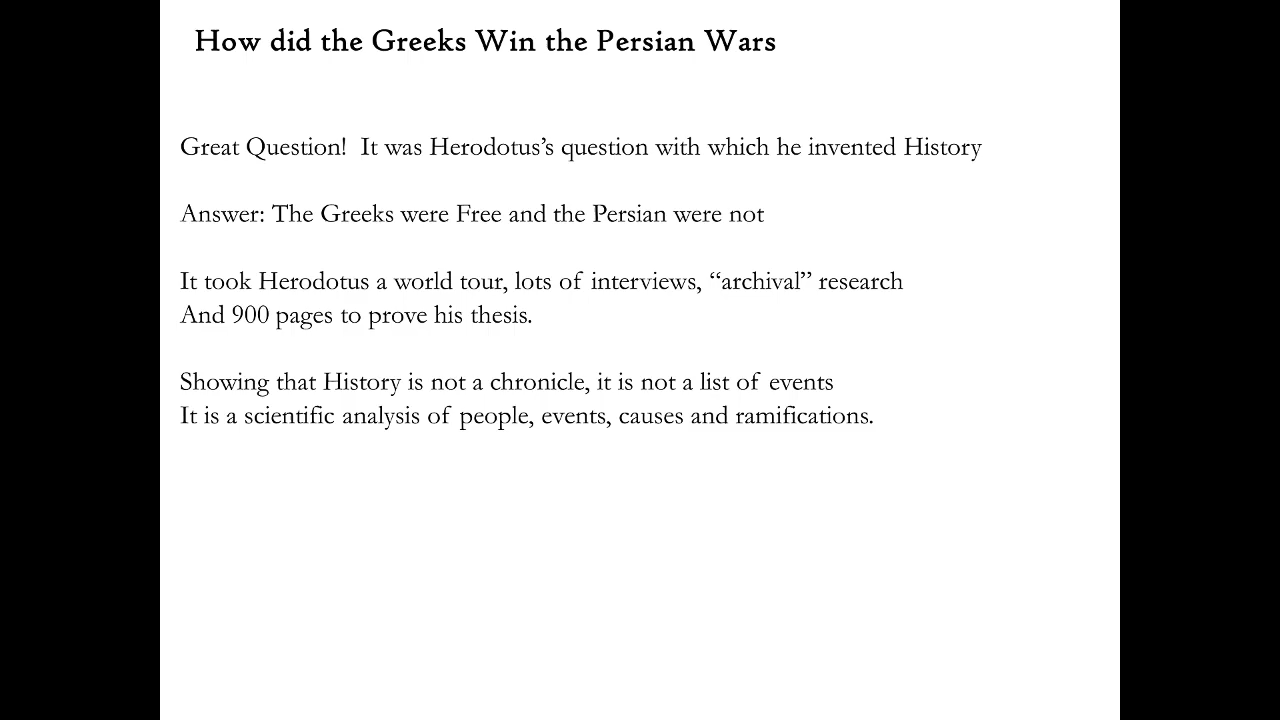 How did the Greeks Win the Persian Wars
Great Question!  It was Herodotus’s question with which he invented History
Answer: The Greeks were Free and the Persian were not
It took Herodotus a world tour, lots of interviews, “archival” research
And 900 pages to prove his thesis.
Showing that History is not a chronicle, it is not a list of events
It is a scientific analysis of people, events, causes and ramifications.